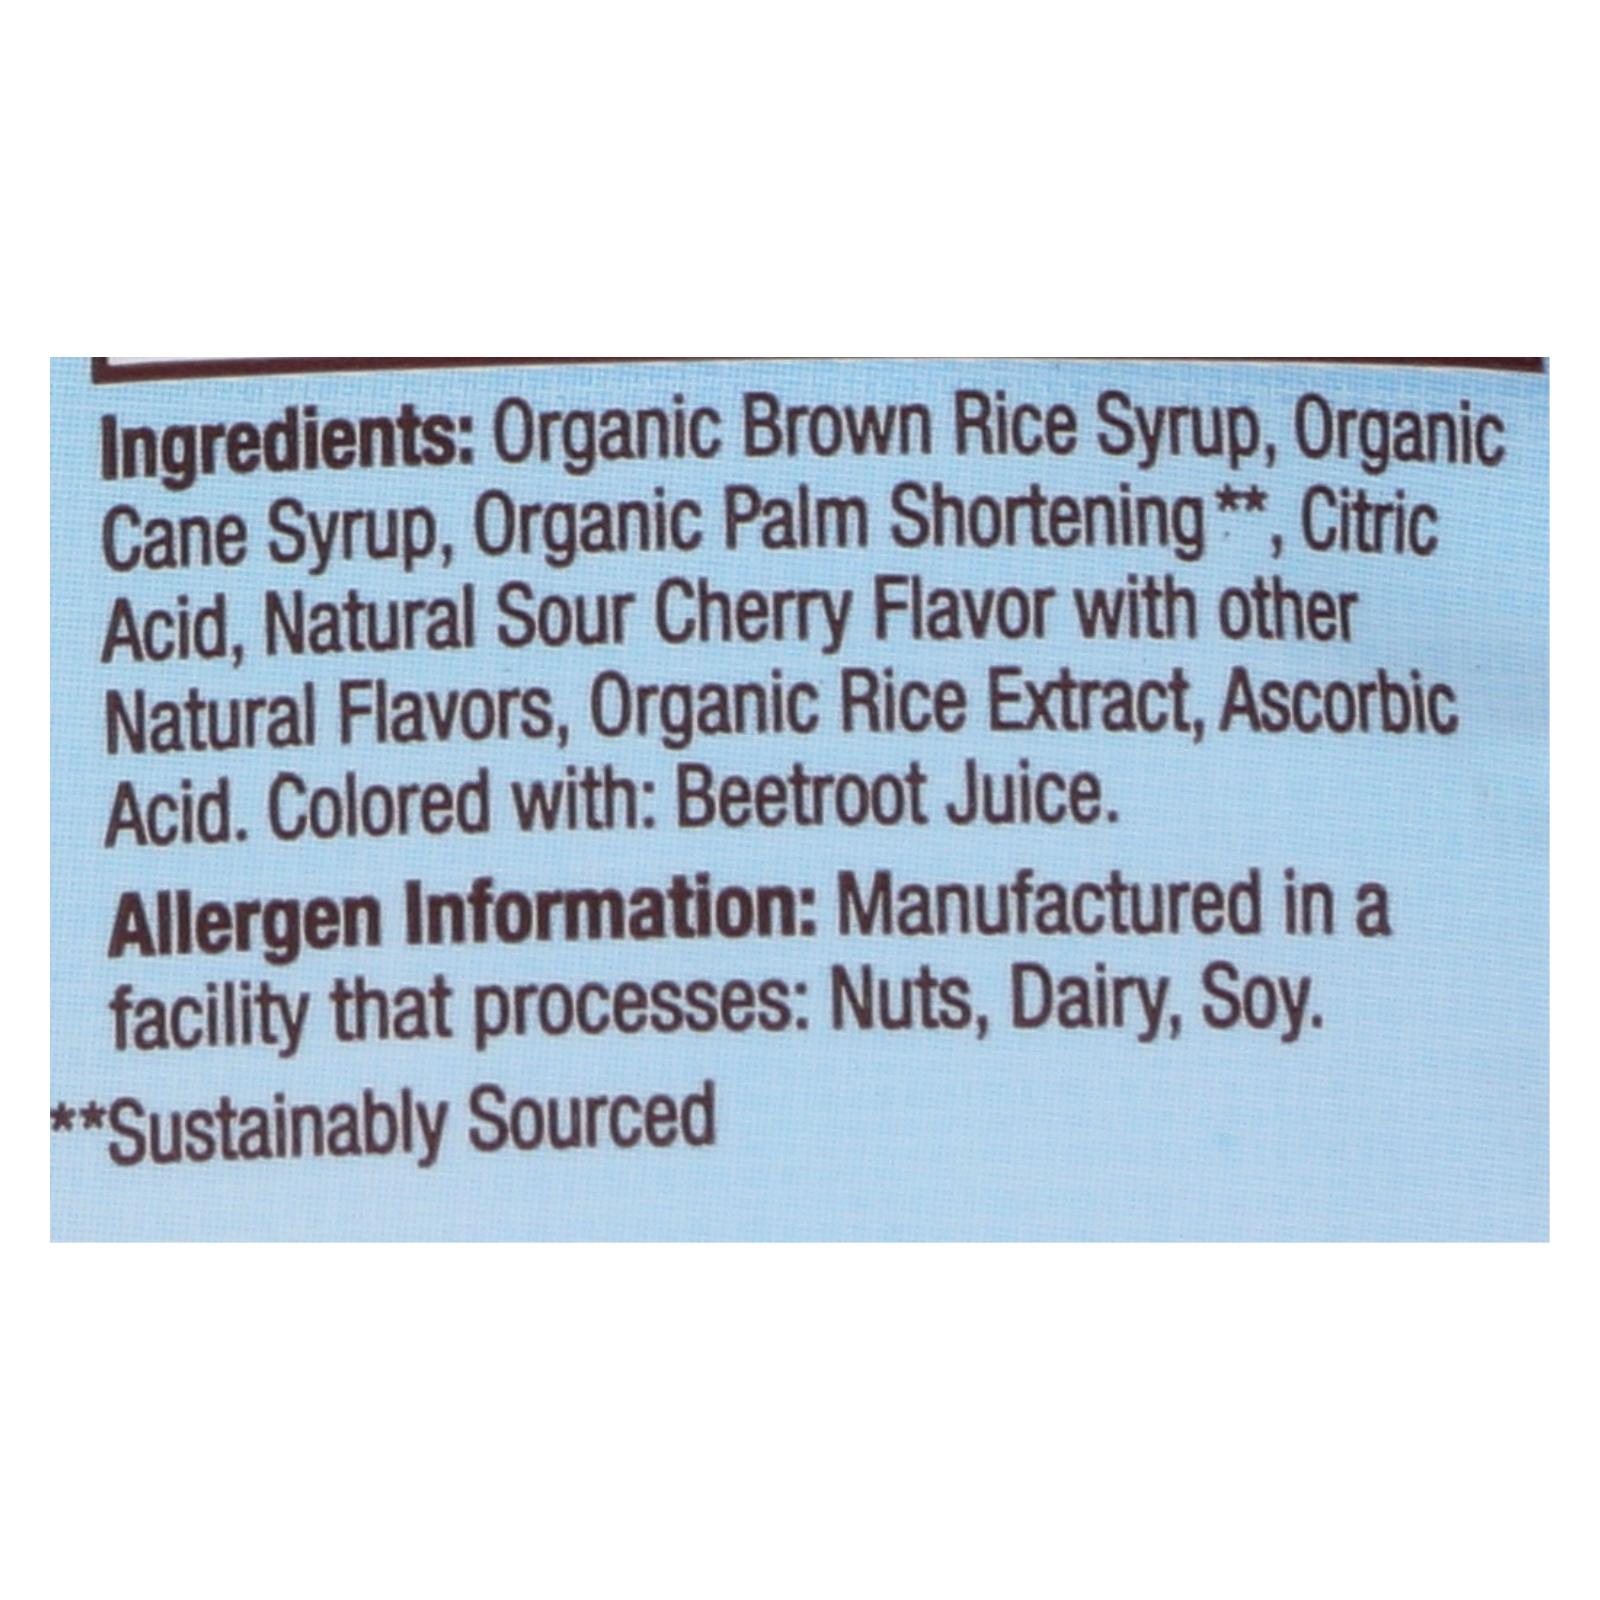 Ingredients: Organic Brown Rice Syrup, Organic
Cane Syrup, Organic Palm Shortening**, Citric
Acid, Natural Sour Cherry Flavor with other
Natural Flavors, Organic Rice Extract, Ascorbic
Acid. Colored with: Beetroot Juice.
Allergen Information: Manufactured in a
facility that processes: Nuts, Dairy, Soy.
**Sustainably Sourced